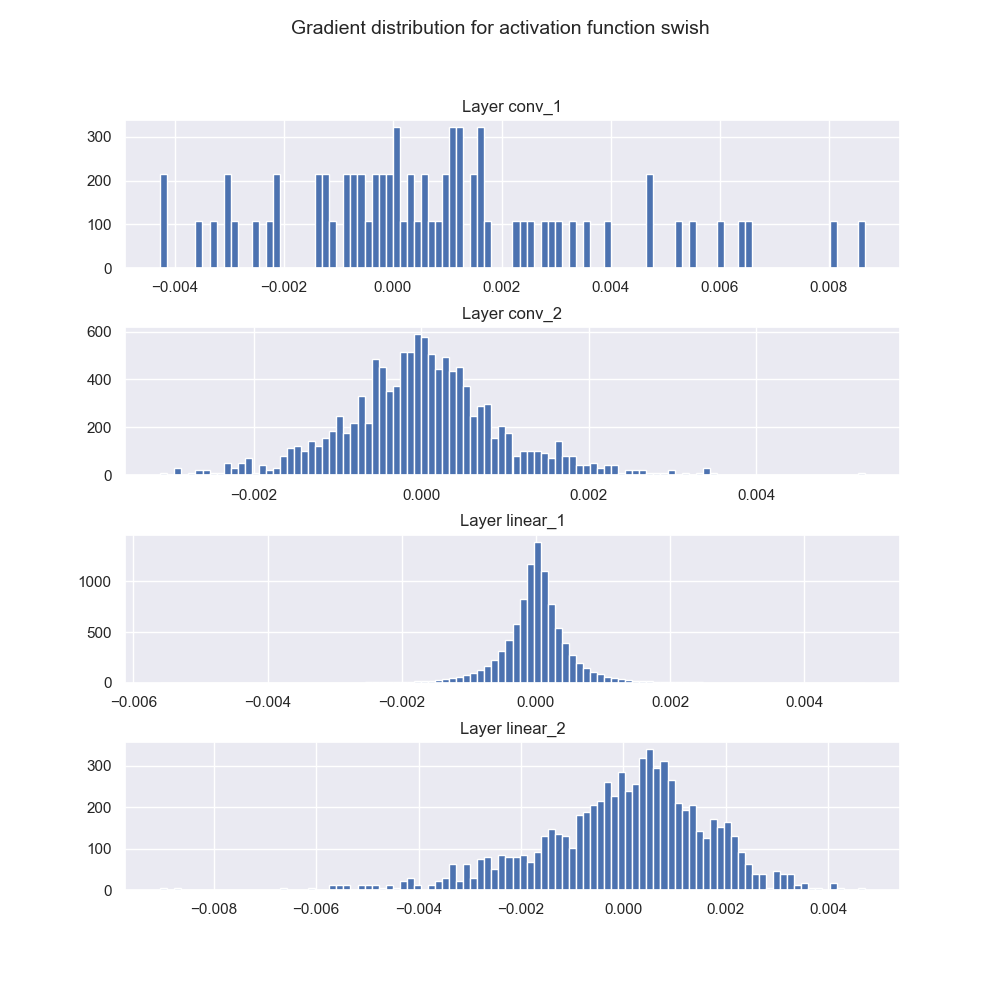 Gradient distribution for activation function swish
Layer conv_1
300
200
100
0
−0.004 −0.002 0.000 0.002 0.004 0.006 0.008
Layer conv_2
600
400
200
0
−0.002 0.000 0.002 0.004
Layer linear_1
1000
500
0
−0.006 −0.004 −0.002 0.000 0.002 0.004
Layer linear_2
300
200
100
0
−0.008 −0.006 −0.004 −0.002 0.000 0.002 0.004